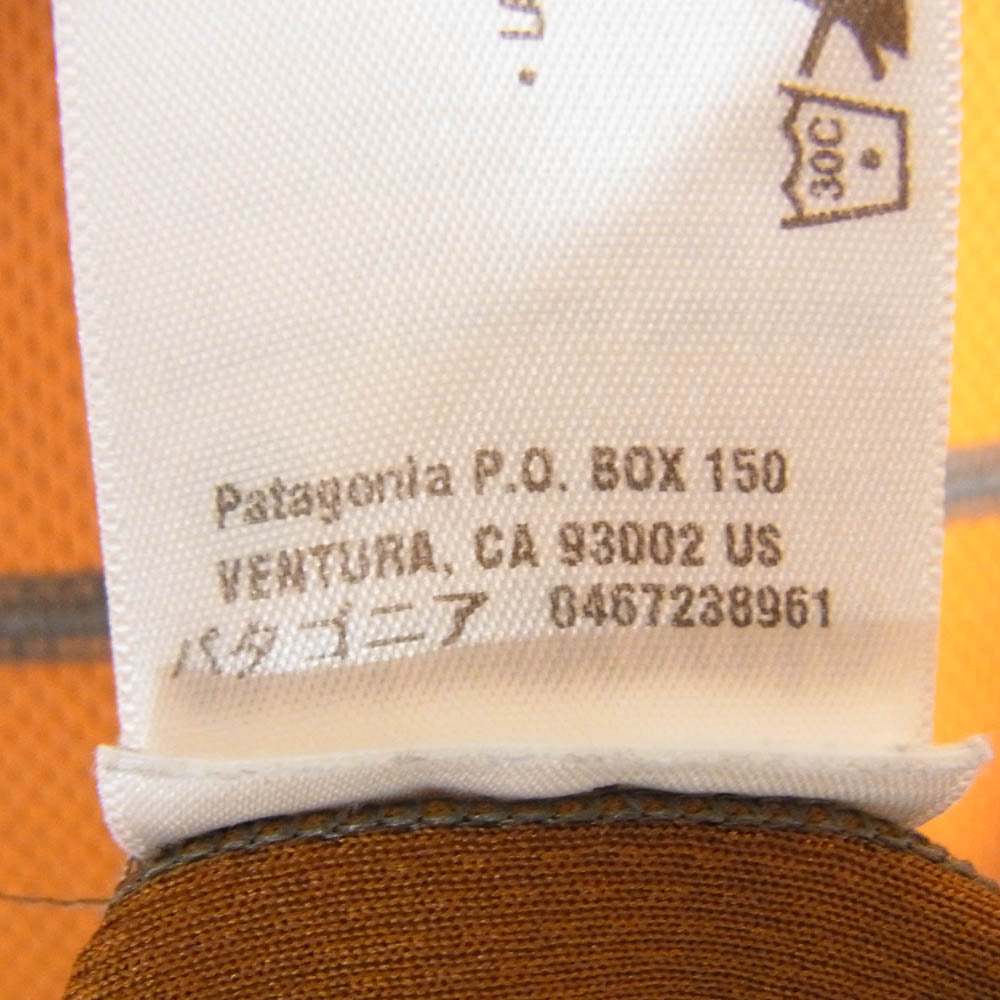 30C
Patagonia P.O. BOX 150
VENTURA, CA 93002 US
パタゴニア 0467238961